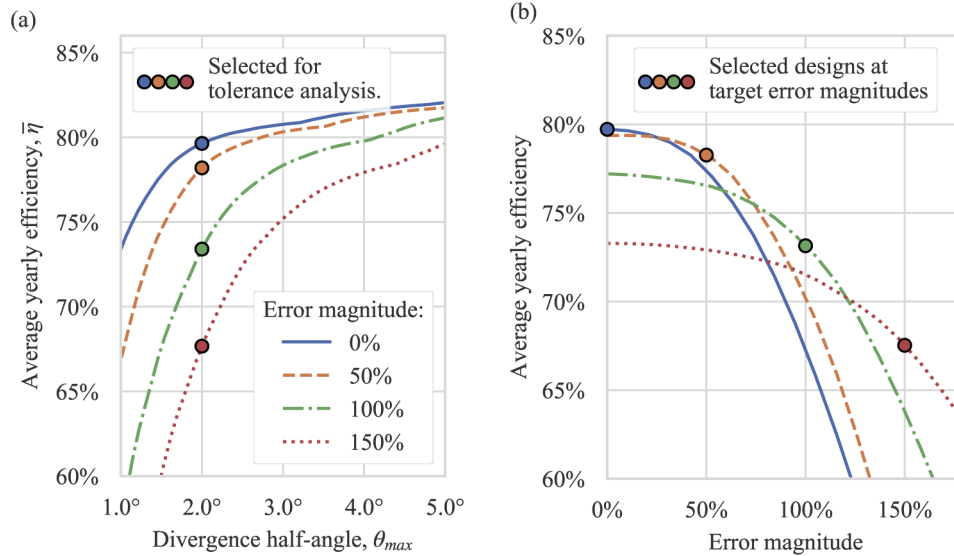 (a)
85%
80%
75%
70%
65%
60%
Average yearly efficiency, η̅
Selected for
tolerance analysis.
Error magnitude:
0%
50%
100%
150%
1.0°
2.0°
3.0°
4.0°
5.0°
Divergence half-angle, θmax
(b)
85%
80%
75%
70%
65%
60%
Average yearly efficiency
Selected designs at
target error magnitudes
0%
50%
100%
150%
Error magnitude